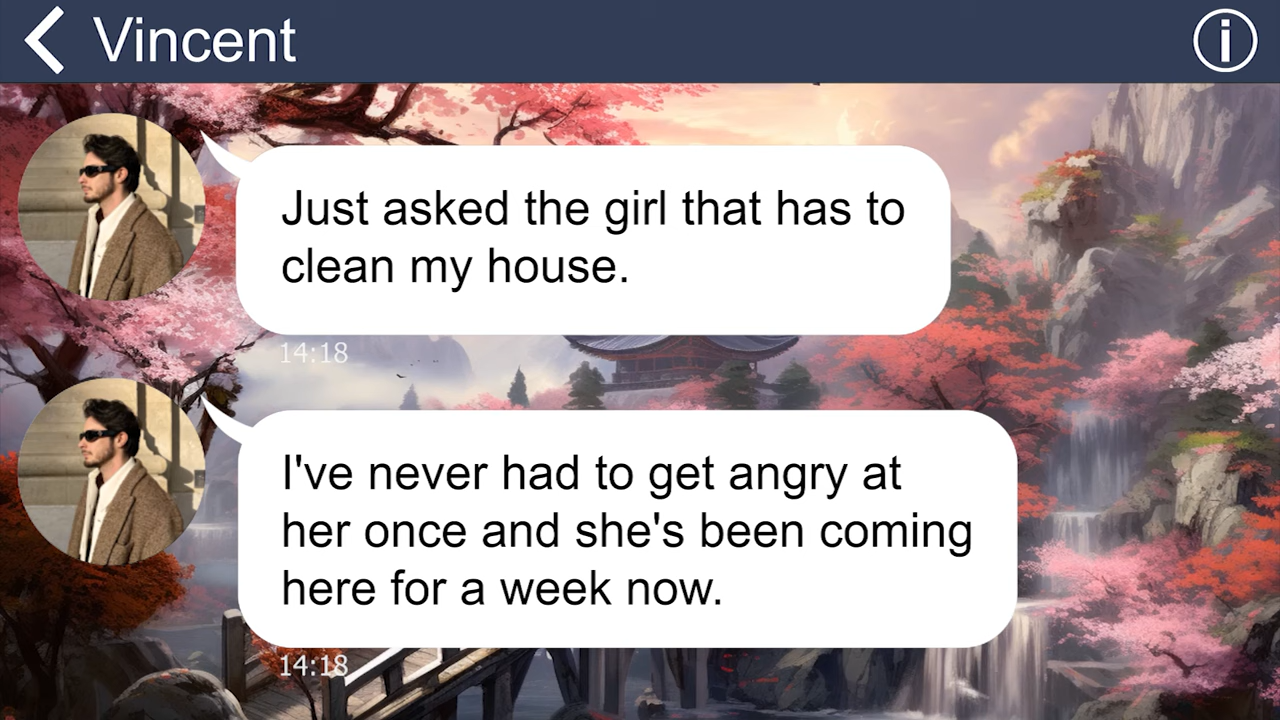 Vincent
Just asked the girl that has to
clean my house.
14:18
I've never had to get angry at
her once and she's been coming
here for a week now.
14:18